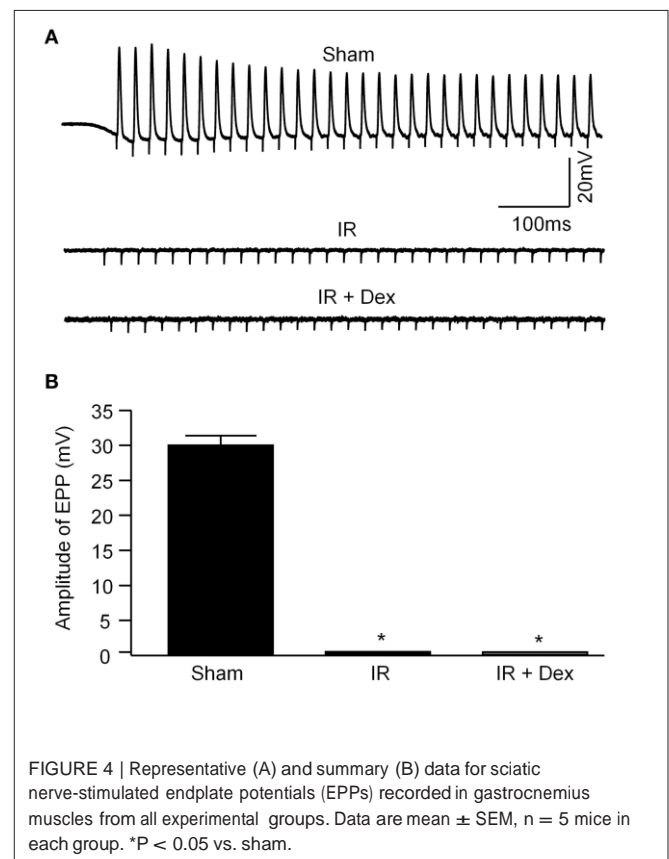 A
Sham
20mV
100ms
IR
IR + Dex
B
Amplitude of EPP (mV)
35
30
25
20
15
10
5
0
*
*
Sham IR IR + Dex
FIGURE 4 | Representative (A) and summary (B) data for sciatic
nerve-stimulated endplate potentials (EPPs) recorded in gastrocnemius
muscles from all experimental groups. Data are mean ± SEM, n = 5 mice in
each group. *P < 0.05 vs. sham.